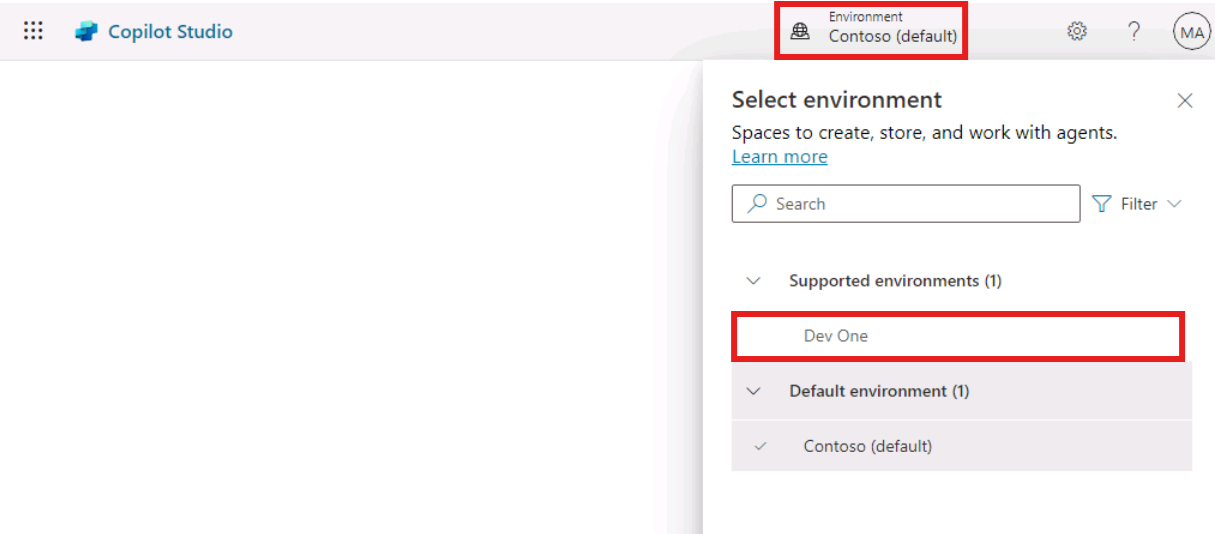 Copilot Studio
Environment
Contoso (default)
?
MA
Select environment
Spaces to create, store, and work with agents.
Learn more
Search
Filter
Supported environments (1)
Dev One
Default environment (1)
Contoso (default)